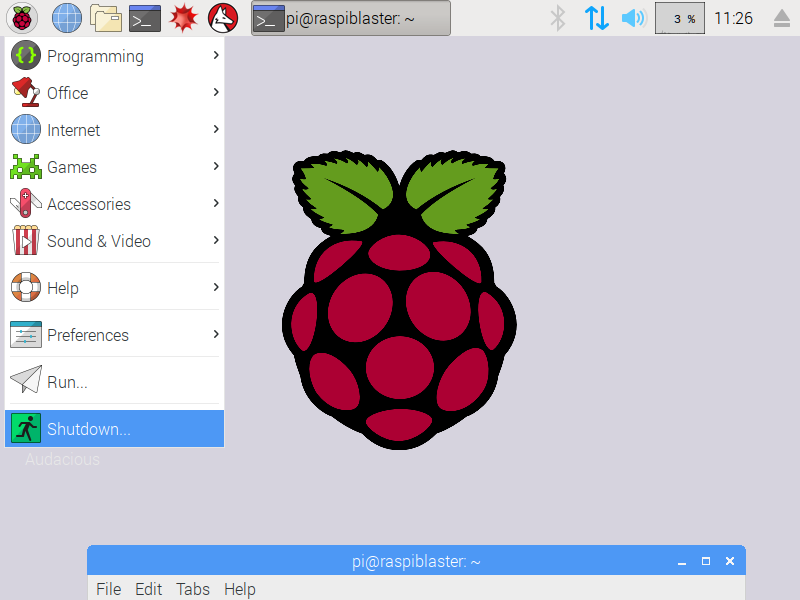 pi@raspiblaster: ~
3 %
11:26
Programming
Office
Internet
Games
Accessories
Sound & Video
Help
Preferences
Run...
Shutdown...
Audacious
pi@raspiblaster: ~
File Edit Tabs Help